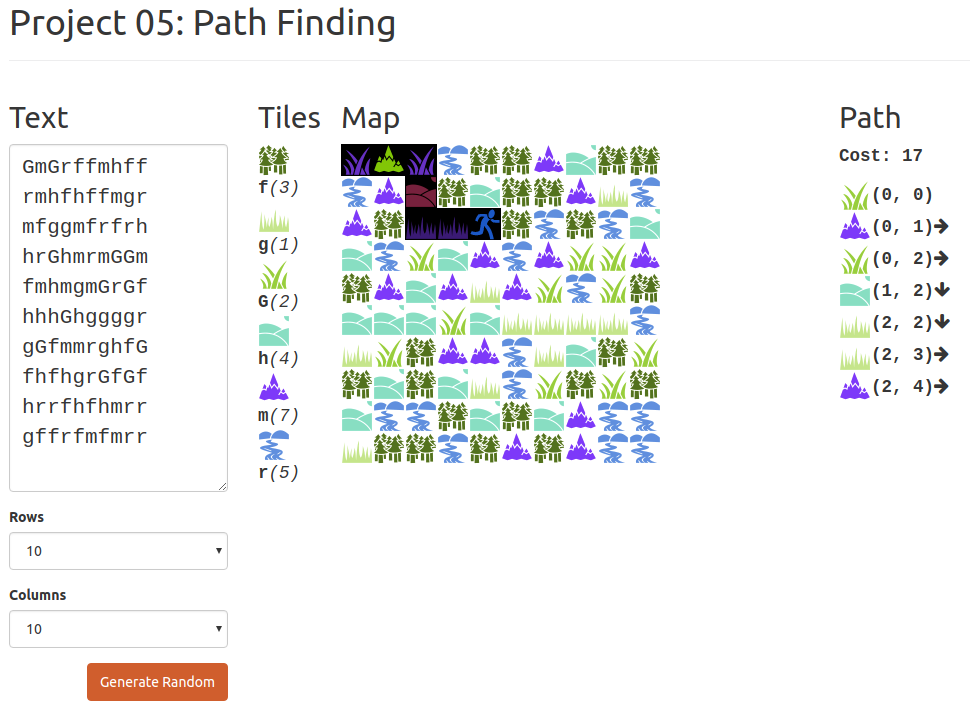 Project 05: Path Finding
Text
GmGrffmhff
rmhfhffmgr
mfggmfrfrh
hrGhmrmGGm
fmhmgmGrGf
hhhGhggggr
gGfmmrghfG
fhfhgrGfGf
hrrfhfhmrr
gffrfmfmrr
Rows
10
Columns
10
Generate Random
Tiles
f(3)
g(1)
G(2)
h(4)
m(7)
r(5)
Map
Path
Cost: 17
(0, 0)
(0, 1)
(0, 2)
(1, 2)
(2, 2)
(2, 3)
(2, 4)